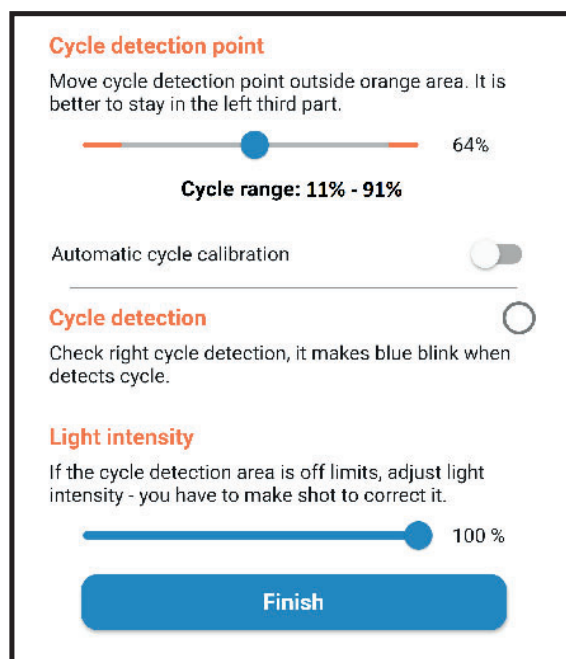 Cycle detection point
Move cycle detection point outside orange area. It is
better to stay in the left third part.
64%
Cycle range: 11% - 91%
Automatic cycle calibration
Cycle detection
Check right cycle detection, it makes blue blink when
detects cycle.
Light intensity
If the cycle detection area is off limits, adjust light
intensity - you have to make shot to correct it.
100 %
Finish